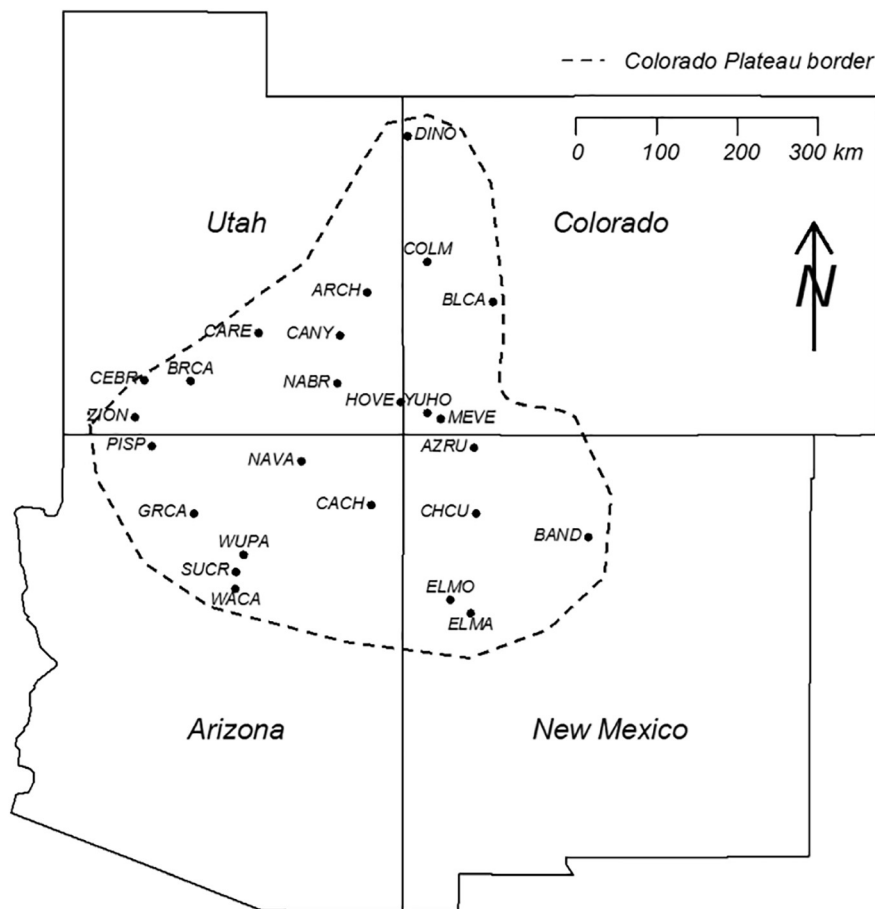 Colorado Plateau border
0 100 200 300 km
DINO
Utah Colorado
COLM
ARCH
BLCA
CARE CANY
BRCA
CEBR NABR
HOVE YUHO
ZION MEVE
PISP AZRU
NAVA
GRCA CACH CHCU
BAND
WUPA
SUCR
ELMO
WACA
ELMA
Arizona New Mexico
N